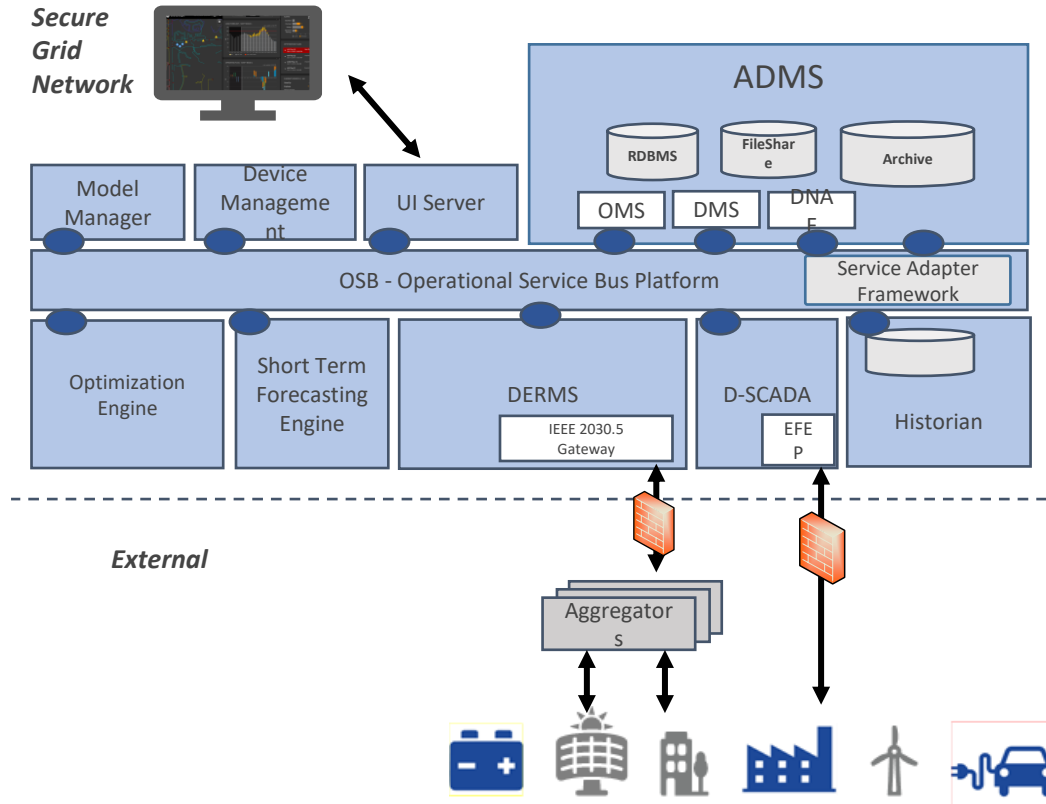 Secure
Grid
Network
ADMS
RDBMS
FileShar
e
Archive
Model
Manager
Device
Manageme
nt
UI Server
OMS
DMS
DNA
F
OSB - Operational Service Bus Platform
Service Adapter
Framework
Optimization
Engine
Short Term
Forecasting
Engine
DERMS
IEEE 2030.5
Gateway
D-SCADA
EFE
P
Historian
External
Aggregator
s